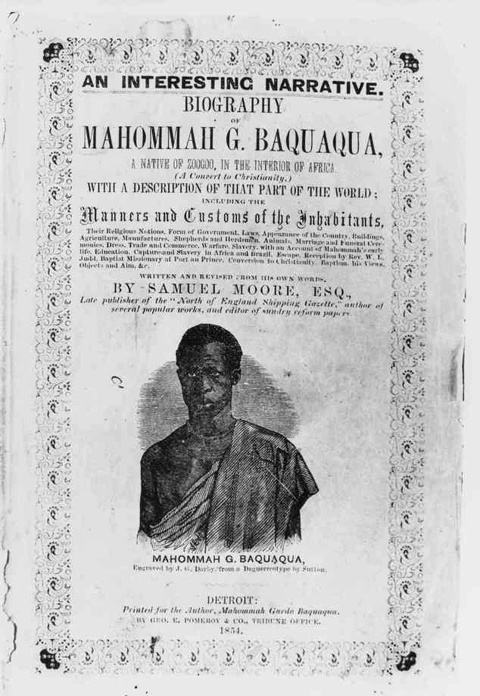 AN INTERESTING NARRATIVE.
BIOGRAPHY
OF
MAHOMMAH G. BAQUAQUA,
A NATIVE OF ZOOGOO, IN THE INTERIOR OF AFRICA.
(A Convert to Christianity,)
WITH A DESCRIPTION OF THAT PART OF THE WORLD;
INCLUDING THE
Manners and Customs of the Inhabitants,
Their Religious Notions, Form of Government, Laws, Appearance of the Country, Buildings,
Agriculture, Manufactures, Shepherds and Herdsmen, Animals, Marriage and Funeral Cere-
monies, Dress, Trade and Commerce, Warfare, Slavery, with an Account of Mahommah's early
life, Education, Capture and Slavery in Africa and Brazil, Escape, Reception by Rev. W. L.
Judd, Baptist Missionary at Port au Prince, Conversion to Christianity, Baptism, his Views,
Objects and Aim, &c.
WRITTEN AND REVISED FROM HIS OWN WORDS,
BY SAMUEL MOORE, ESQ.,
Late publisher of the "North of England Shipping Gazette," author of
several popular works, and editor of sundry reform papers.
MAHOMMAH G. BAQUAQUA,
Engraved by J. G. Darby, from a Daguerreotype by Sutton.
DETROIT:
Printed for the Author, Mahommah Gardo Baquaqua,
BY GEO. E. POMEROY & CO., TRIBUNE OFFICE.
1854.